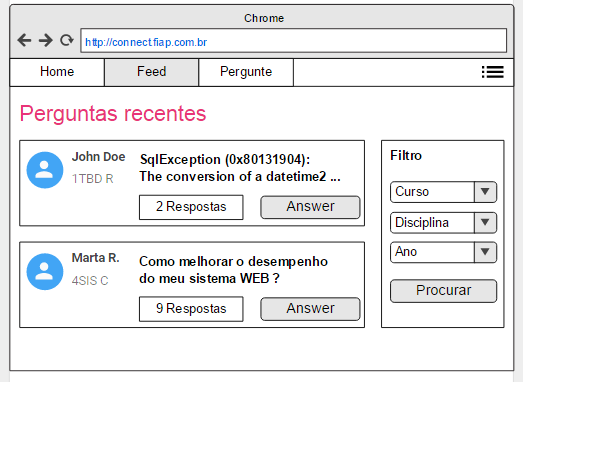 Chrome
http://connect.fiap.com.br
Home Feed Pergunte
Perguntas recentes
John Doe
1TBD R
SqlException (0x80131904):
The conversion of a datetime2 ...
2 Respostas Answer
Marta R.
4SIS C
Como melhorar o desempenho
do meu sistema WEB ?
9 Respostas Answer
Filtro
Curso
Disciplina
Ano
Procurar